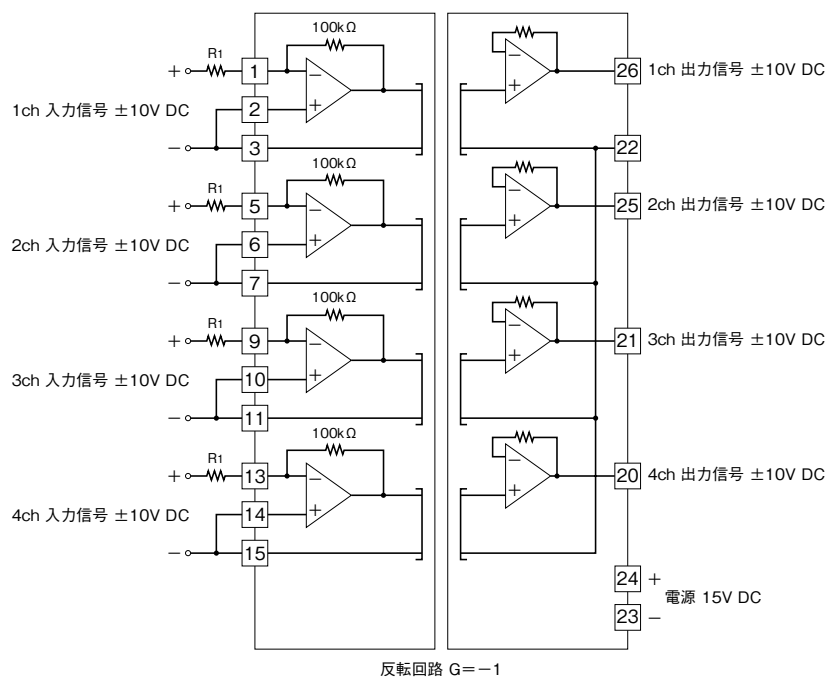 100kΩ
+ R1 1 − 26 1ch 出力信号 ±10V DC
1ch 入力信号 ±10V DC 2 + − +
− 3 22
100kΩ
+ R1 5 − 25 2ch 出力信号 ±10V DC
2ch 入力信号 ±10V DC 6 + − +
− 7
100kΩ
+ R1 9 − 21 3ch 出力信号 ±10V DC
3ch 入力信号 ±10V DC 10 + − +
− 11
100kΩ
+ R1 13 − 20 4ch 出力信号 ±10V DC
4ch 入力信号 ±10V DC 14 + − +
− 15
24 +
電源 15V DC
23 −
反転回路 G=−1